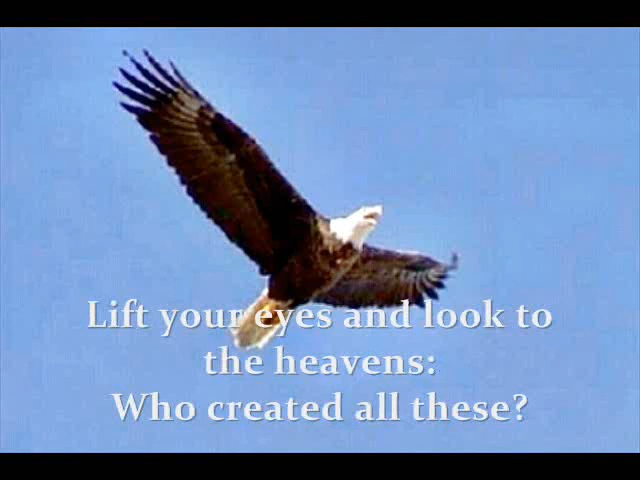 Lift your eyes and look to
the heavens:
Who created all these?